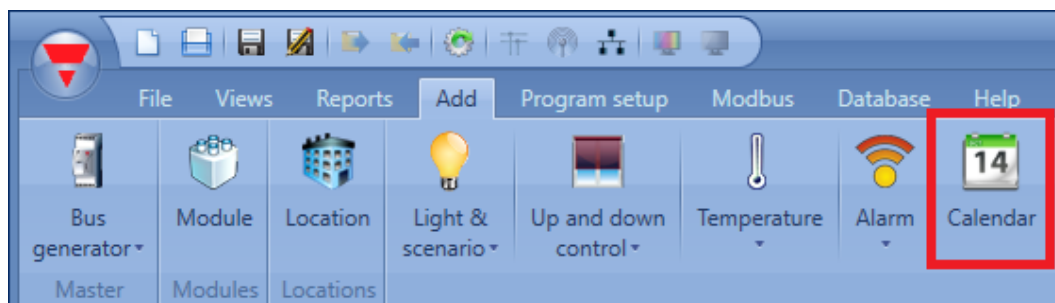 File Views Reports Add Program setup Modbus Database Help
14
Bus Module Location Light & Up and down Temperature Alarm Calendar
generator scenario control
Master Modules Locations